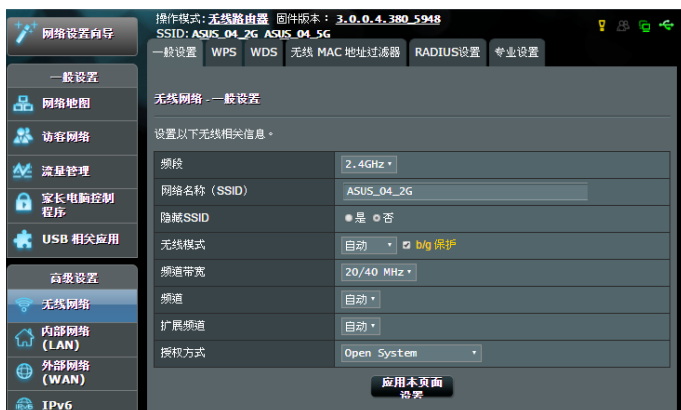 操作模式: 无线路由器 固件版本: 3.0.0.4.380_5948
SSID: ASUS_04_2G ASUS_04_5G
网络设置向导
一般设置
网络地图
访客网络
流量管理
家长电脑控制
程序
USB 相关应用
高级设置
无线网络
内部网络
(LAN)
外部网络
(WAN)
IPv6
一般设置 WPS WDS 无线 MAC 地址过滤器 RADIUS设置 专业设置
无线网络 - 一般设置
设置以下无线相关信息。
频段 2.4GHz
网络名称（SSID） ASUS_04_2G
隐藏SSID 是 否
无线模式 自动 b/g 保护
频道带宽 20/40 MHz
频道 自动
扩展频道 自动
授权方式 Open System
应用本页面
设置